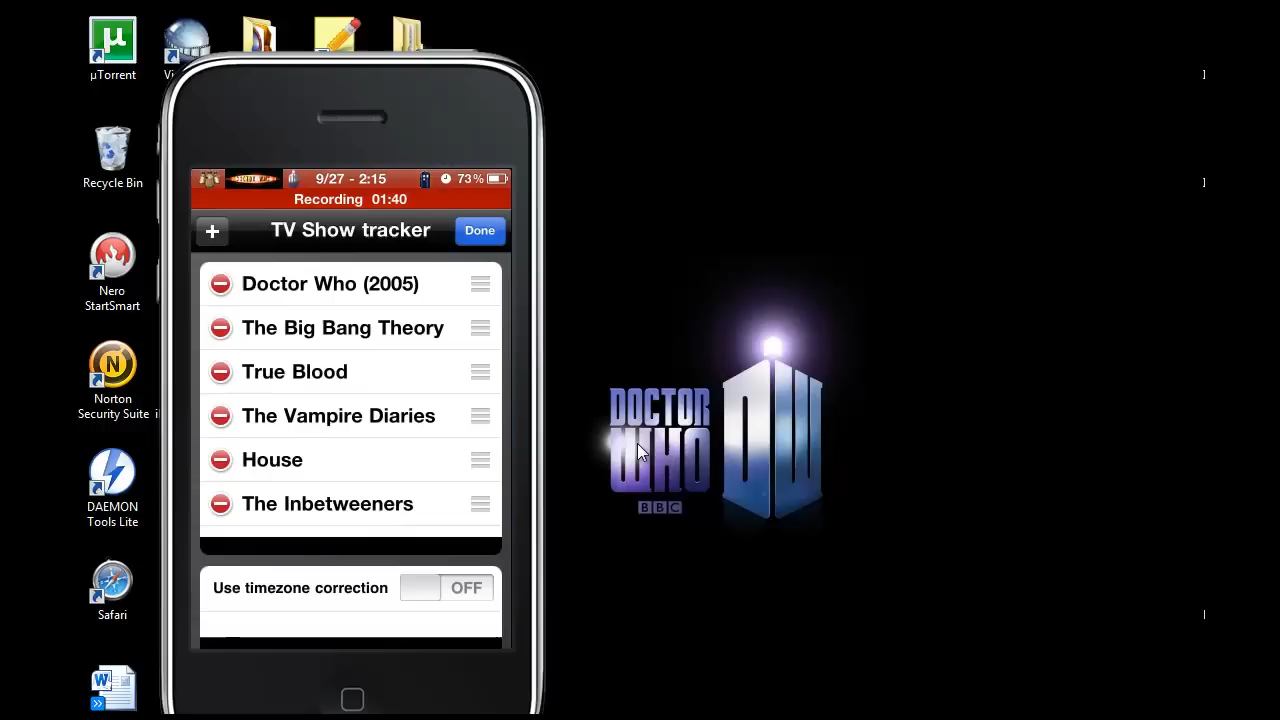 µTorrent
Vi
Recycle Bin
Nero
StartSmart
Norton
Security Suite
DAEMON
Tools Lite
Safari
W
9/27 - 2:15
73%
Recording 01:40
+
TV Show tracker
Done
Doctor Who (2005)
The Big Bang Theory
True Blood
The Vampire Diaries
House
The Inbetweeners
Use timezone correction
OFF
DOCTOR
WHO
BBC
DW